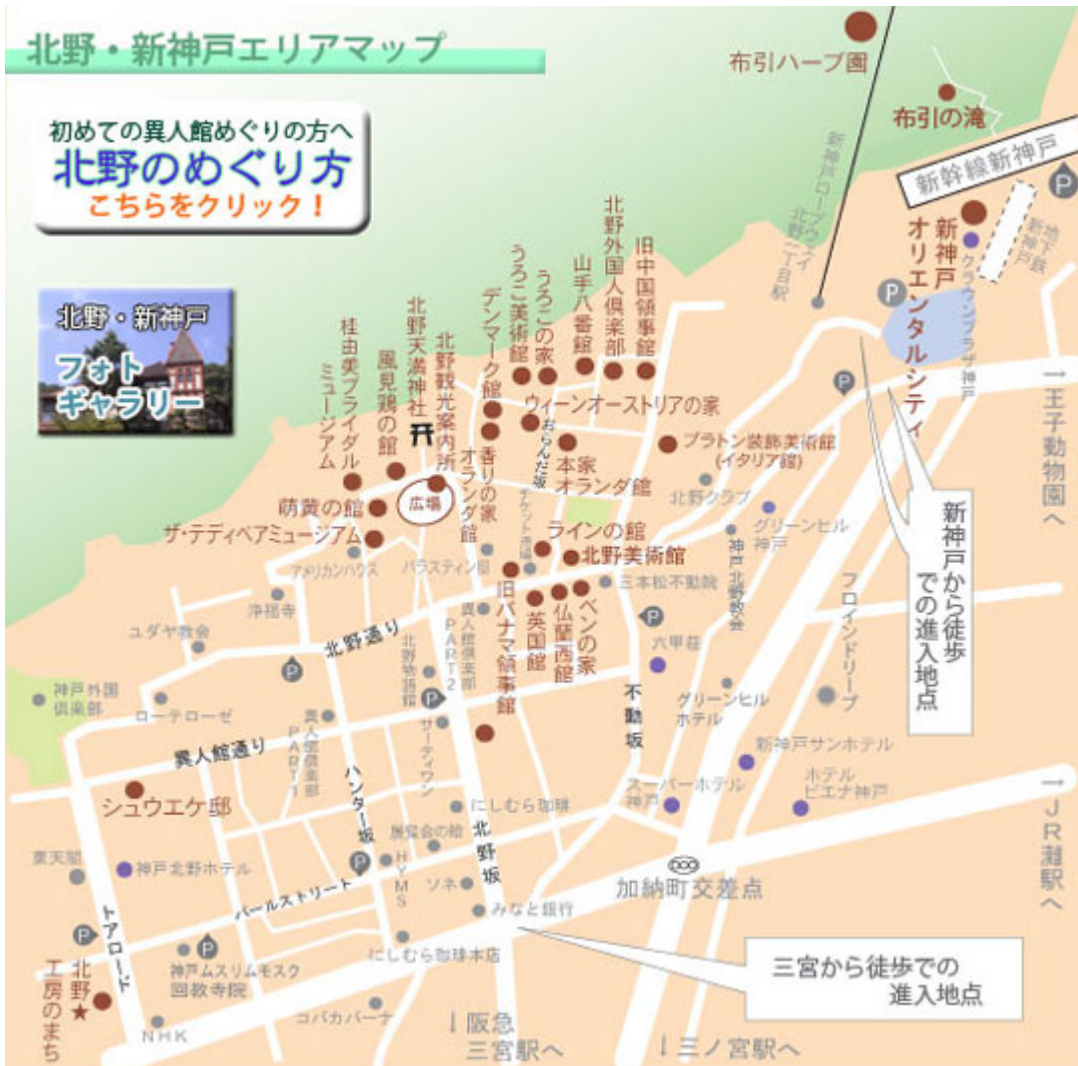 北野・新神戸エリアマップ
初めての異人館めぐりの方へ
北野のめぐり方
こちらをクリック！
北野・新神戸
フォト
ギャラリー
布引ハーブ園
布引の滝
新幹線新神戸
P
地下鉄
新神戸
新神戸
オリエンタルシティ
クラウンプラザ神戸
新神戸ロープウェイ
北野一丁目駅
P
P
→王子動物園へ
北野外国人倶楽部
旧中国領事館
山手八番館
うろこの家
うろこ美術館
デンマーク館
北野天満神社
北野観光案内所
風見鶏の館
桂由美ブライダル
ミュージアム
ウィーンオーストリアの家
おらんだ坂
本家
オランダ館
香りの家
オランダ館
プラトン装飾美術館
(イタリア館)
北野クラブ
グリーンヒル
神戸
広場
萌黄の館
ザ・テディベアミュージアム
アメリカンハウス
パラスティン邸
チケット売場
ラインの館
北野美術館
三本松不動院
神戸北野教会
新神戸から徒歩
での進入地点
フロインドリーブ
浄福寺
ユダヤ教会
北野通り
P
異人館倶楽部
PART2
北野物語館
旧パナマ領事館
英国館
仏蘭西館
ベンの家
P
六甲荘
グリーンヒル
ホテル
不動坂
新神戸サンホテル
スーパーホテル
神戸
ホテル
ピエナ神戸
神戸外国
倶楽部
ローテローゼ
異人館倶楽部
PART1
異人館通り
ハンター坂
P
サーティワン
シュウエケ邸
にしむら珈琲
展覧会の絵
北野坂
HYMS
ソネ
みなと銀行
加納町交差点
→JR灘駅へ
東天閣
神戸北野ホテル
パールストリート
P
トアロード
P
P
北野★
工房のまち
神戸ムスリムモスク
回教寺院
にしむら珈琲本店
コバカバーナ
NHK
↓阪急
三宮駅へ
↓三ノ宮駅へ
三宮から徒歩での
進入地点